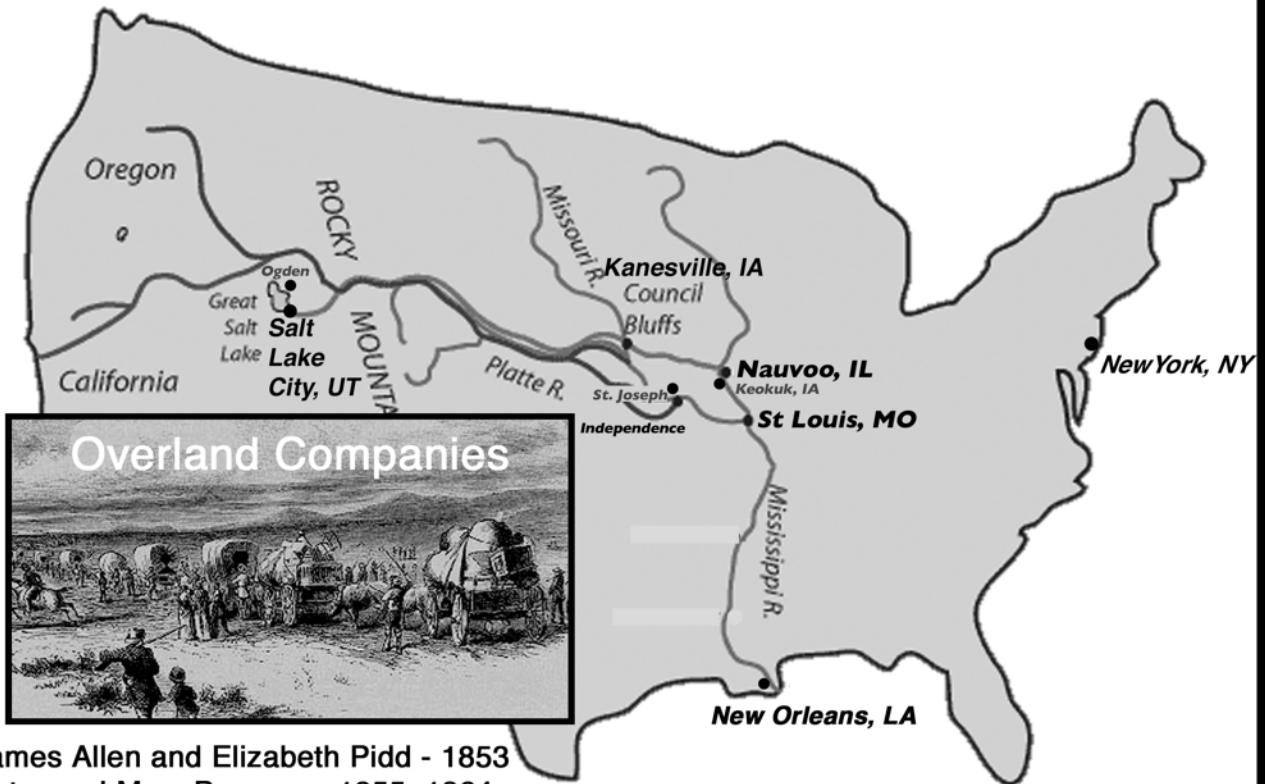 Oregon
ROCKY
Missouri R.
Kanesville, IA
Council
Bluffs
Ogden
Great
Salt
Lake
Salt
Lake
City, UT
MOUNTA
California
Platte R.
St. Joseph
Independence
Nauvoo, IL
Keokuk, IA
St Louis, MO
NewYork, NY
Overland Companies
Mississippi R.
New Orleans, LA
ames Allen and Elizabeth Pidd - 1853